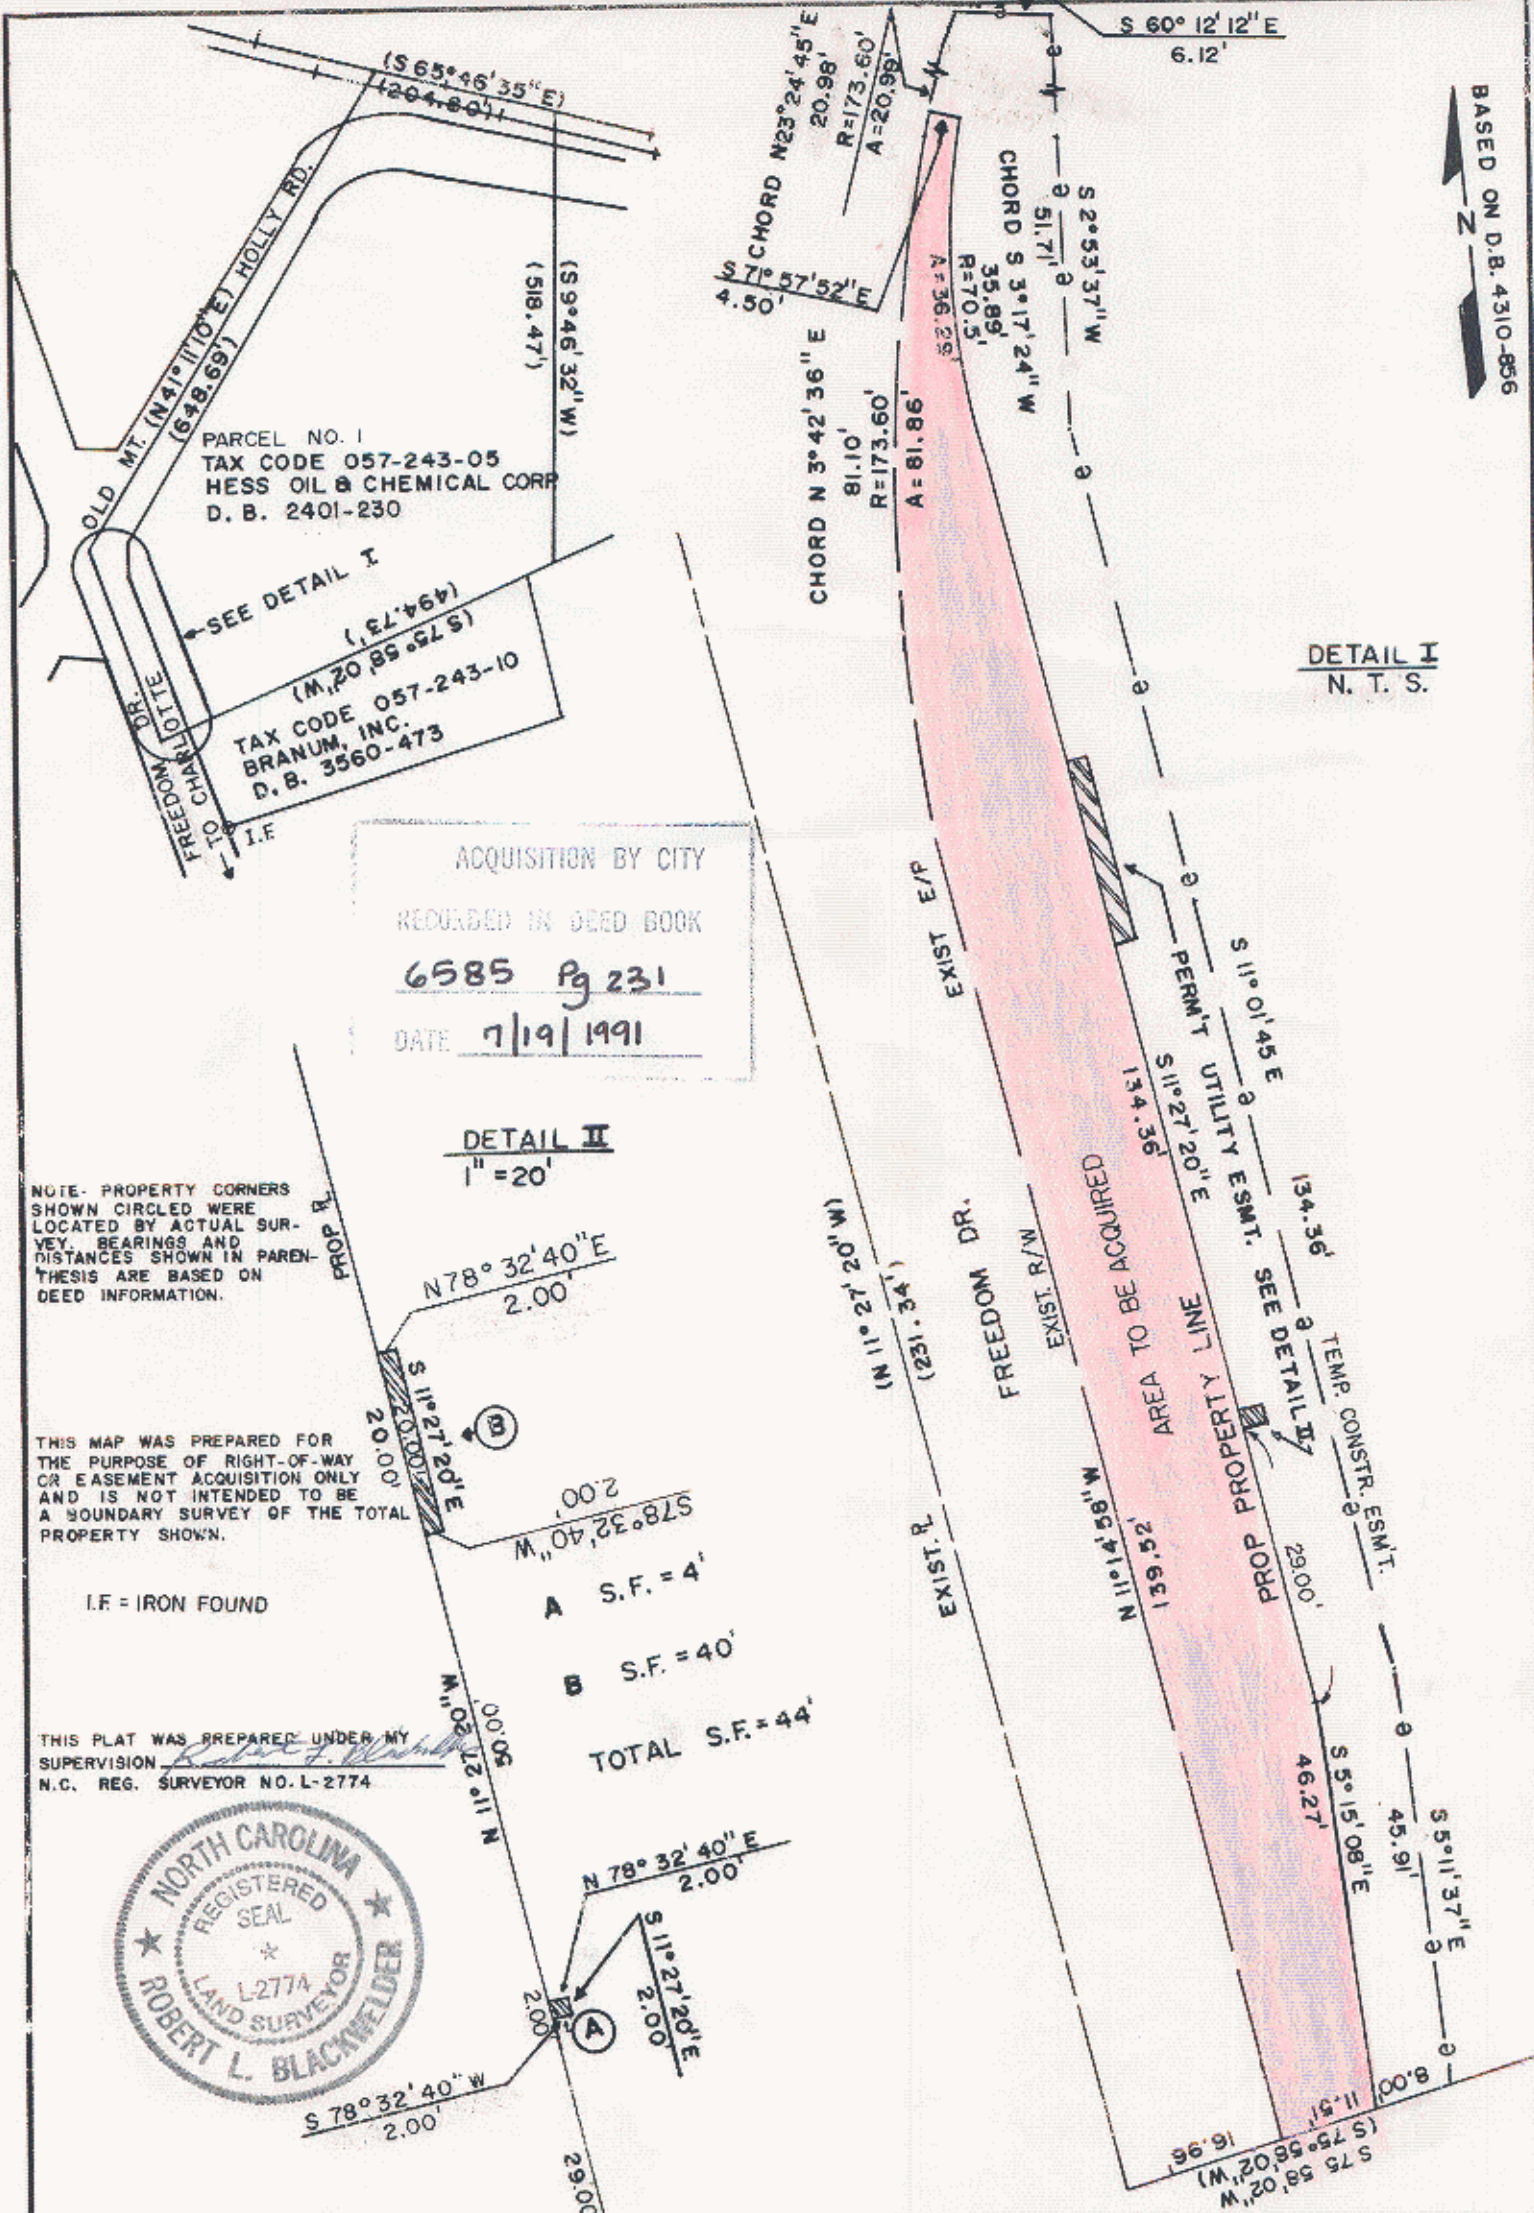 S 60° 12' 12" E
6.12'
CHORD N23°24'45"E
20.98'
R=173.60'
A=20.99'
BASED ON D.B. 4310-856
N
(S 65°46'35"E)
(204.80')
OLD MT. HOLLY RD.
(N41°11'10"E)
(648.69')
(S 9°46'32"W)
(518.47')
PARCEL NO. 1
TAX CODE 057-243-05
HESS OIL & CHEMICAL CORP
D. B. 2401-230
SEE DETAIL I
(494.73')
(S 75° 58' 02"W)
TAX CODE 057-243-10
BRANUM, INC.
D. B. 3560-473
FREEDOM DR.
TO CHARLOTTE
I.F.
S 71° 57' 52"E
4.50'
S 2°53'37"W
51.71'
CHORD S 3°17'24" W
35.89'
R=70.5'
A=36.29'
CHORD N 3°42'36" E
81.10'
R=173.60'
A=81.86'
DETAIL I
N. T. S.
ACQUISITION BY CITY
RECORDED IN DEED BOOK
6585 Pg 231
DATE 7/19/1991
EXIST E/P
PERM'T UTILITY ESMT. SEE DETAIL II
S 11°01'45 E
134.36'
S 11°27'20"E
134.36'
TEMP. CONSTR. ESM'T.
AREA TO BE ACQUIRED
PROP PROPERTY LINE
EXIST. R/W
FREEDOM DR.
(N 11° 27' 20" W)
(231.34')
EXIST. PL
N 11°14'58" W
139.52'
29.00'
S 5°15'08"E
46.27'
S 5°11'37"E
45.91'
8.00'
11.51'
(S 75°58'02"W)
S 75 58'02"W
16.96'
DETAIL II
1" =20'
NOTE- PROPERTY CORNERS
SHOWN CIRCLED WERE
LOCATED BY ACTUAL SUR-
VEY. BEARINGS AND
DISTANCES SHOWN IN PAREN-
THESIS ARE BASED ON
DEED INFORMATION.
PROP PL
N78° 32'40"E
2.00'
S 11°27'20"E
20.00'
20.00'
B
S78°32'40"W
2.00'
THIS MAP WAS PREPARED FOR
THE PURPOSE OF RIGHT-OF-WAY
OR EASEMENT ACQUISITION ONLY
AND IS NOT INTENDED TO BE
A BOUNDARY SURVEY OF THE TOTAL
PROPERTY SHOWN.
I.F. = IRON FOUND
A S.F. = 4'
B S.F. = 40'
TOTAL S.F. = 44'
N 11° 27' 20" W
50.00'
THIS PLAT WAS PREPARED UNDER MY
SUPERVISION
N.C. REG. SURVEYOR NO. L-2774
NORTH CAROLINA
REGISTERED
SEAL
L-2774
LAND SURVEYOR
ROBERT L. BLACKWELDER
N 78° 32' 40" E
2.00'
S 11° 27' 20" E
2.00'
2.00'
A
S 78° 32' 40" W
2.00'
29.00